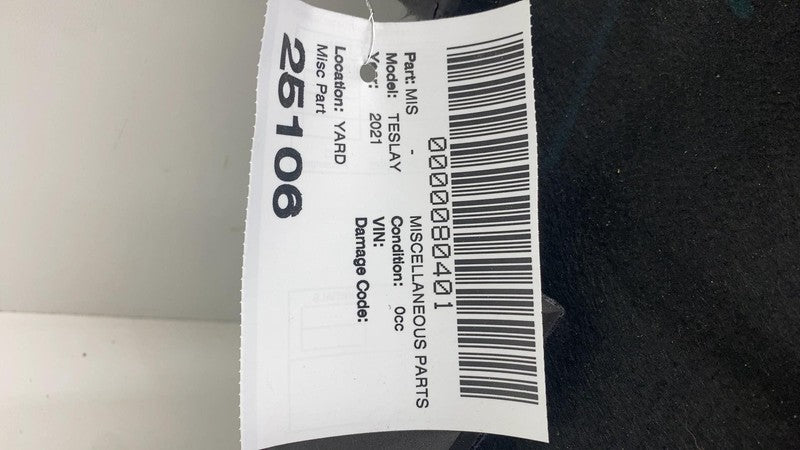 0000080401
Part: MIS - MISCELLANEOUS PARTS
Model: TESLAY Condition: 0cc
Year: 2021 VIN:
Damage Code:
Location: YARD
Misc Part
25106